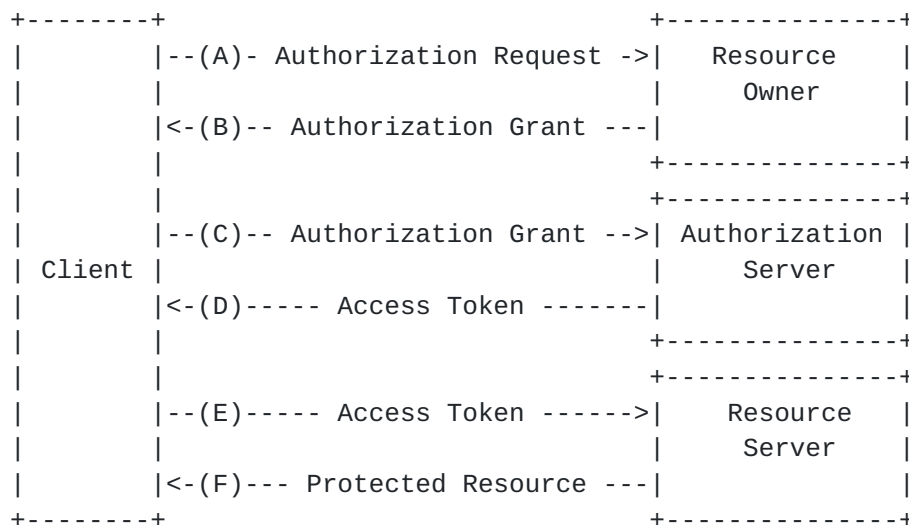 +--------+                               +---------------+
|        |--(A)- Authorization Request ->|   Resource    |
|        |                               |     Owner     |
|        |<-(B)-- Authorization Grant ---|               |
|        |                               +---------------+
|        |                               +---------------+
|        |--(C)-- Authorization Grant -->| Authorization |
| Client |                               |     Server    |
|        |<-(D)----- Access Token -------|               |
|        |                               +---------------+
|        |                               +---------------+
|        |--(E)----- Access Token ------>|    Resource   |
|        |                               |     Server    |
|        |<-(F)--- Protected Resource ---|               |
+--------+                               +---------------+